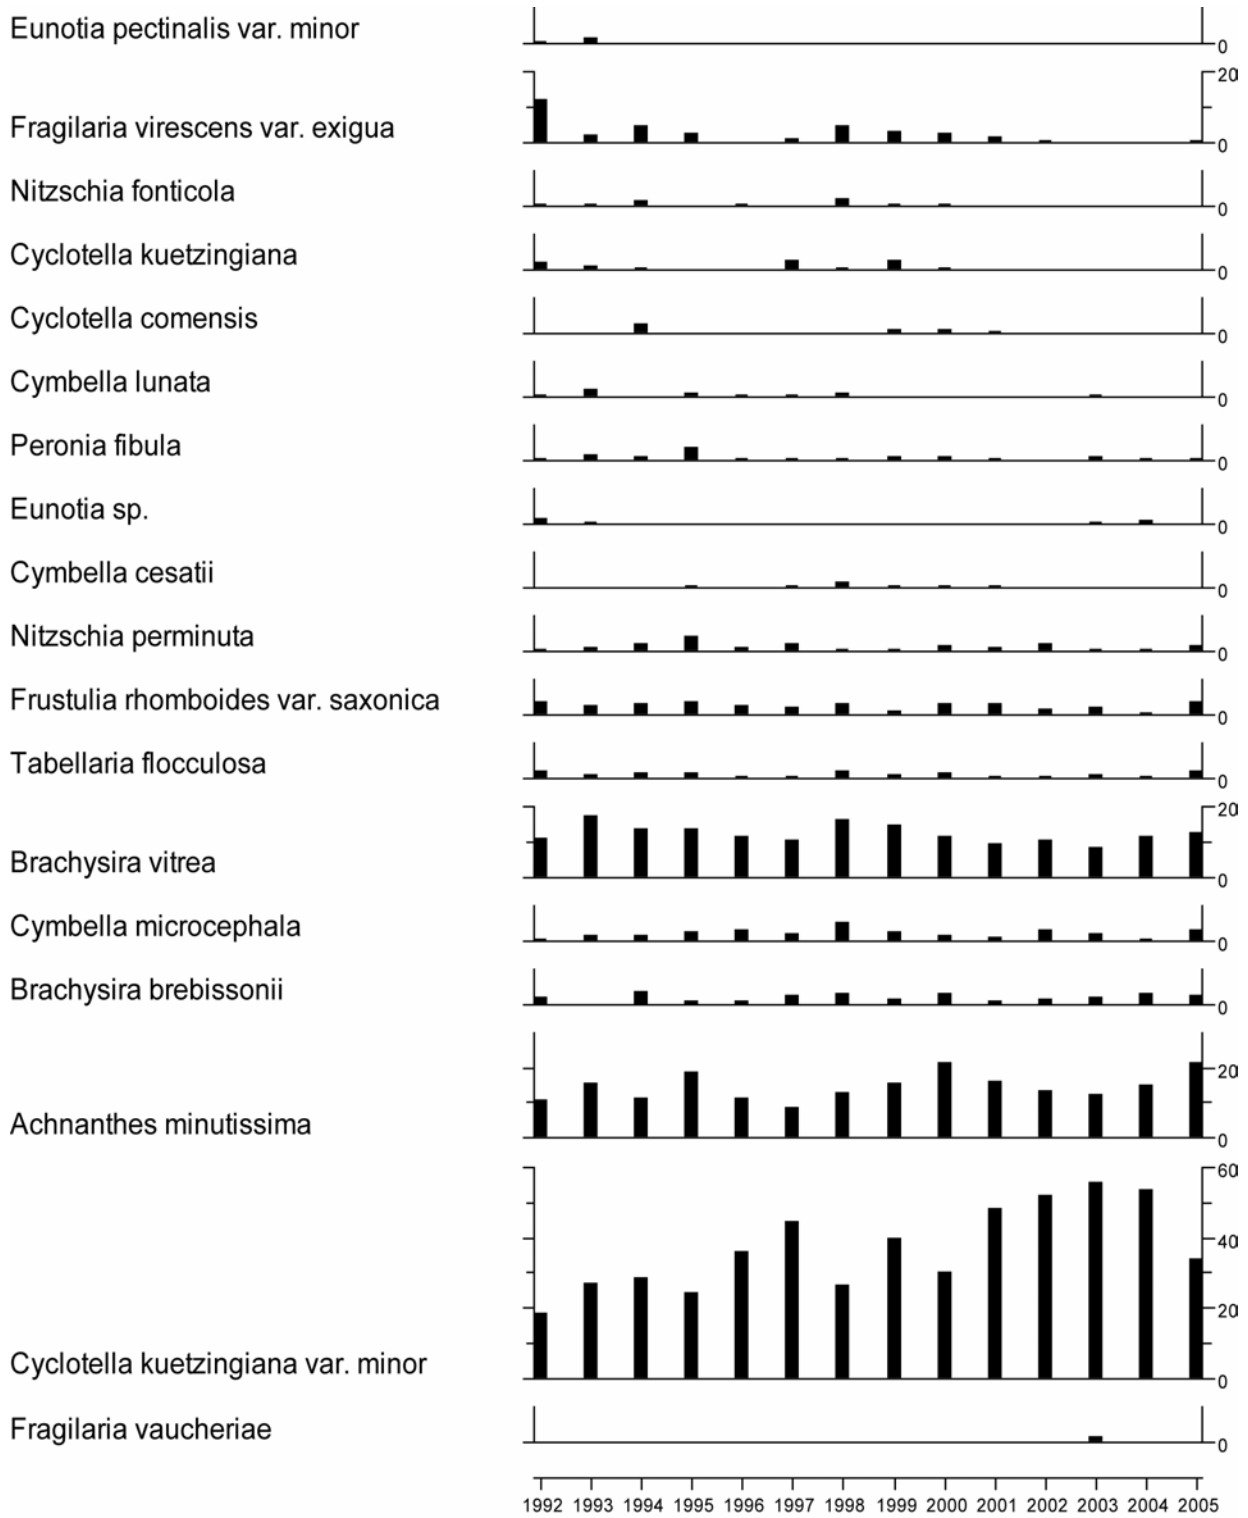 Eunotia pectinalis var. minor
0
20
Fragilaria virescens var. exigua
0
Nitzschia fonticola
0
Cyclotella kuetzingiana
0
Cyclotella comensis
0
Cymbella lunata
0
Peronia fibula
0
Eunotia sp.
0
Cymbella cesatii
0
Nitzschia perminuta
0
Frustulia rhomboides var. saxonica
0
Tabellaria flocculosa
0
20
Brachysira vitrea
0
Cymbella microcephala
0
Brachysira brebissonii
0
20
Achnanthes minutissima
0
60
40
20
Cyclotella kuetzingiana var. minor
0
Fragilaria vaucheriae
0
1992 1993 1994 1995 1996 1997 1998 1999 2000 2001 2002 2003 2004 2005